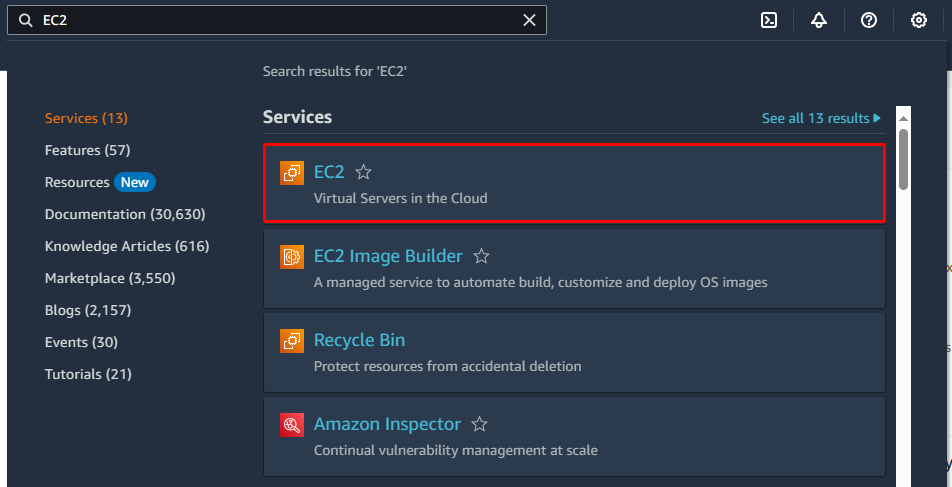 EC2
Search results for 'EC2'
Services (13)
Features (57)
Resources New
Documentation (30,630)
Knowledge Articles (616)
Marketplace (3,550)
Blogs (2,157)
Events (30)
Tutorials (21)
Services
See all 13 results
EC2
Virtual Servers in the Cloud
EC2 Image Builder
A managed service to automate build, customize and deploy OS images
Recycle Bin
Protect resources from accidental deletion
Amazon Inspector
Continual vulnerability management at scale